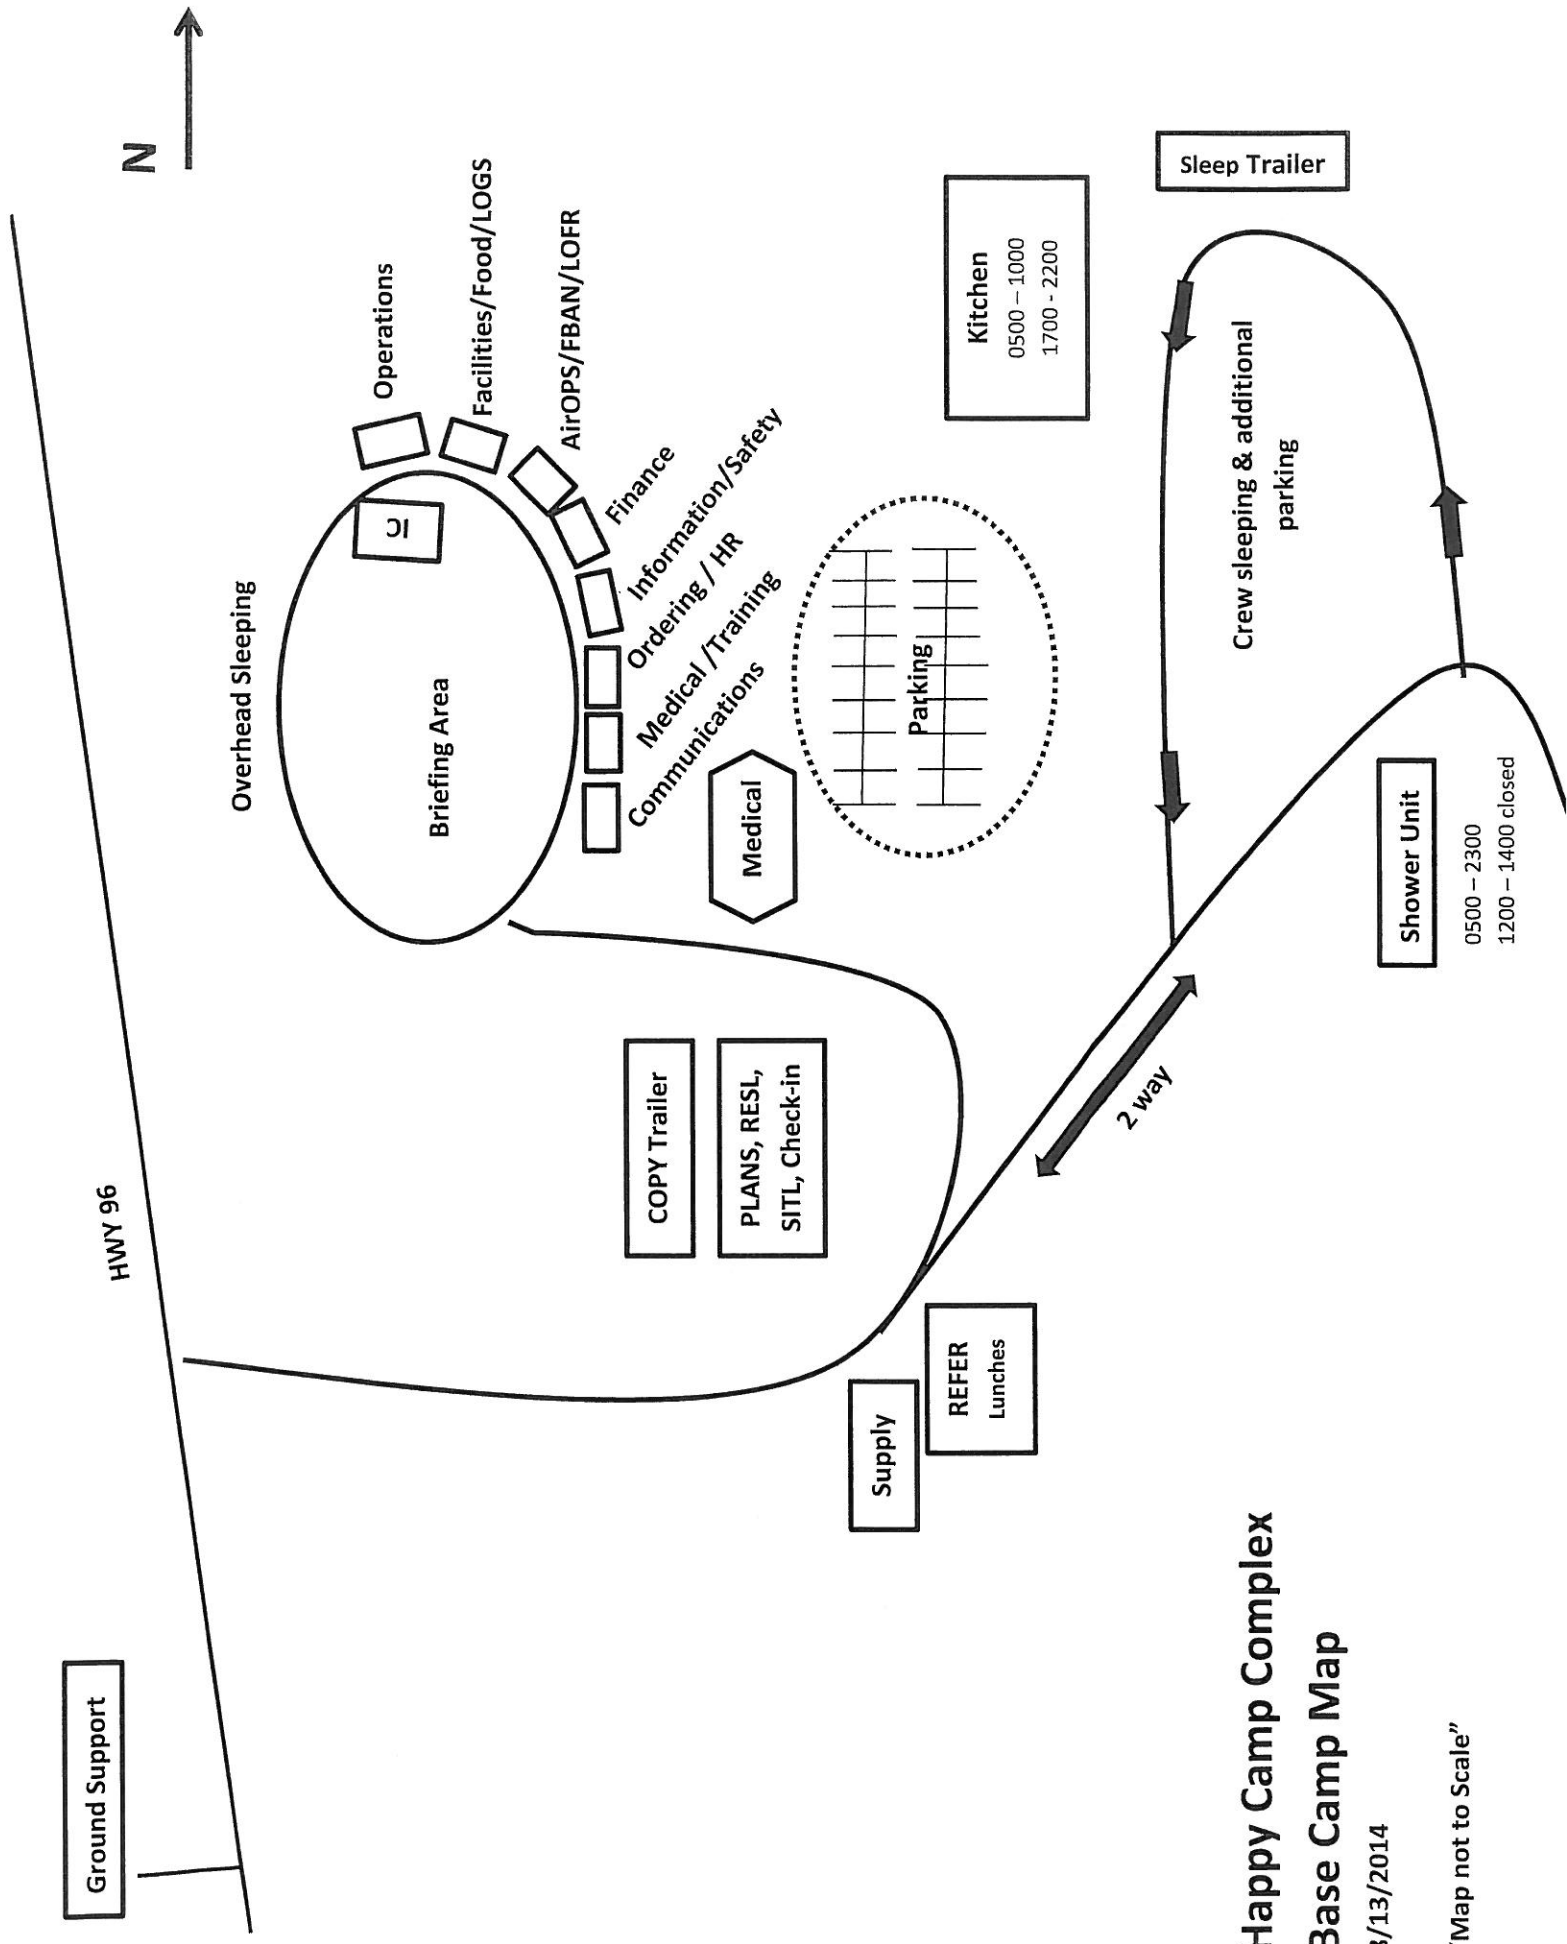 Ground Support
HWY 96
N
Overhead Sleeping
Operations
IC
Briefing Area
Facilities/Food/LOGS
AirOPS/FBAN/LOFR
Finance
Information/Safety
Ordering / HR
Medical /Training
Communications
Medical
COPY Trailer
PLANS, RESL,
SITL, Check-in
Parking
Supply
REFER
Lunches
Kitchen
0500 – 1000
1700 - 2200
2 way
Sleep Trailer
Crew sleeping & additional
parking
Shower Unit
0500 – 2300
1200 – 1400 closed
Happy Camp Complex
Base Camp Map
/13/2014
"Map not to Scale”